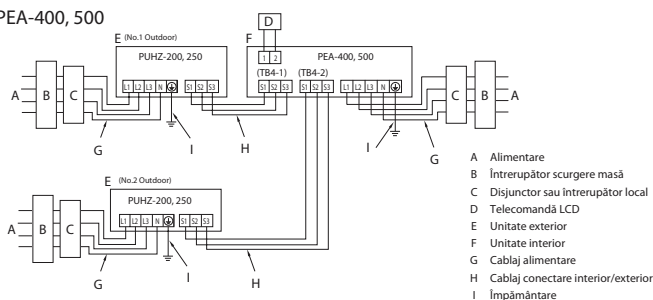 PEA-400, 500
D
E (No.1 Outdoor)
F
PUHZ-200, 250
1 2
PEA-400, 500
(TB4-1) (TB4-2)
L1 L2 L3 N S1 S2 S3
S1 S2 S3 S1 S2 S3 L1 L2 L3 N
A B C
C B A
G I H
I G
E (No.2 Outdoor)
PUHZ-200, 250
L1 L2 L3 N S1 S2 S3
A B C
G I H
A Alimentare
B Întrerupător scurgere masă
C Disjunctor sau întrerupător local
D Telecomandă LCD
E Unitate exterior
F Unitate interior
G Cablaj alimentare
H Cablaj conectare interior/exterior
I Împământare